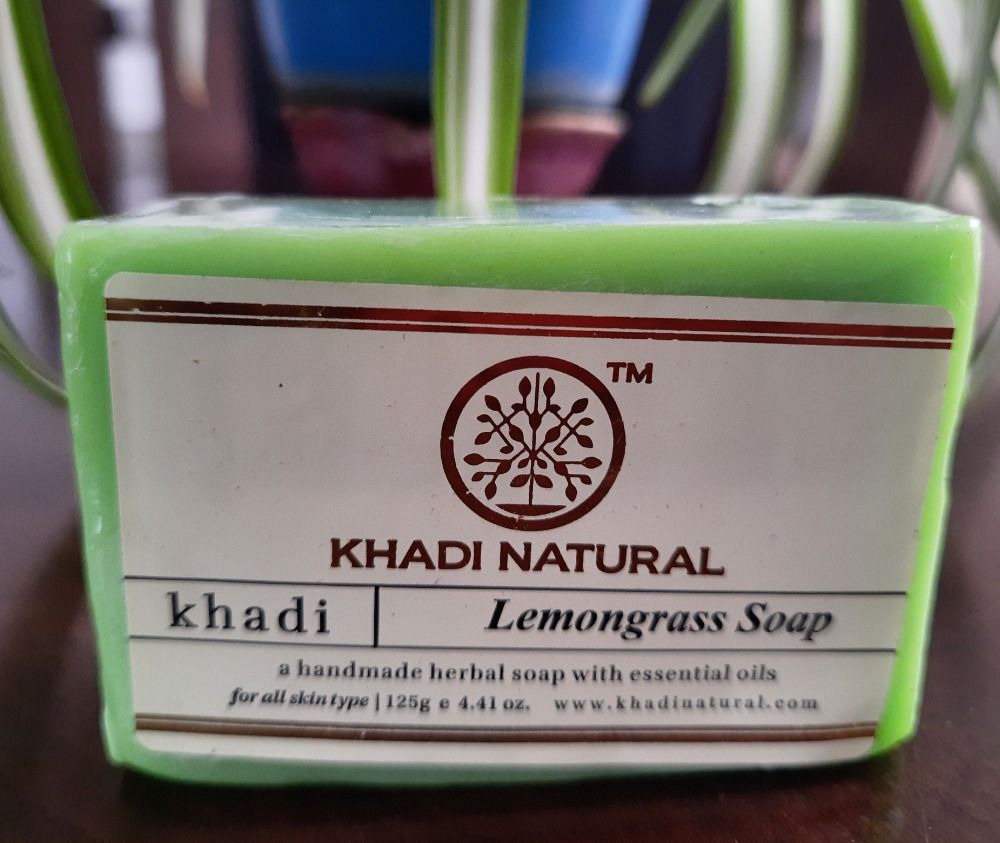 TM
KHADI NATURAL
khadi
Lemongrass Soap
a handmade herbal soap with essential oils
for all skin type | 125g e 4.41 oz. www.khadinatural.com